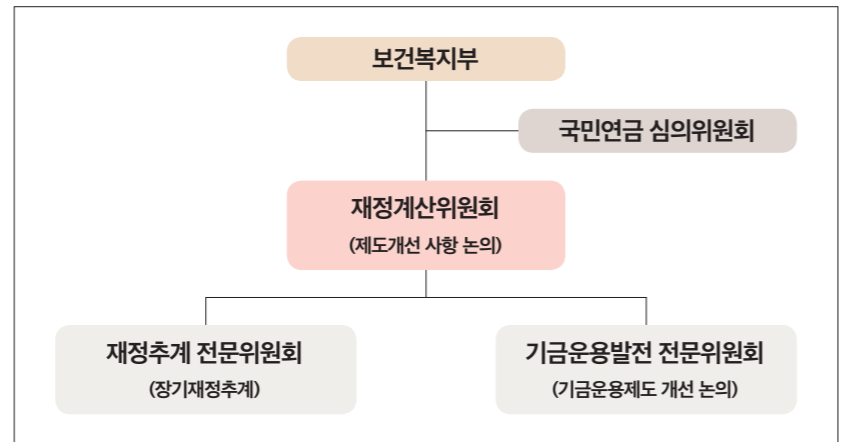 보건복지부
국민연금 심의위원회
재정계산위원회
(제도개선 사항 논의)
재정추계 전문위원회
(장기재정추계)
기금운용발전 전문위원회
(기금운용제도 개선 논의)